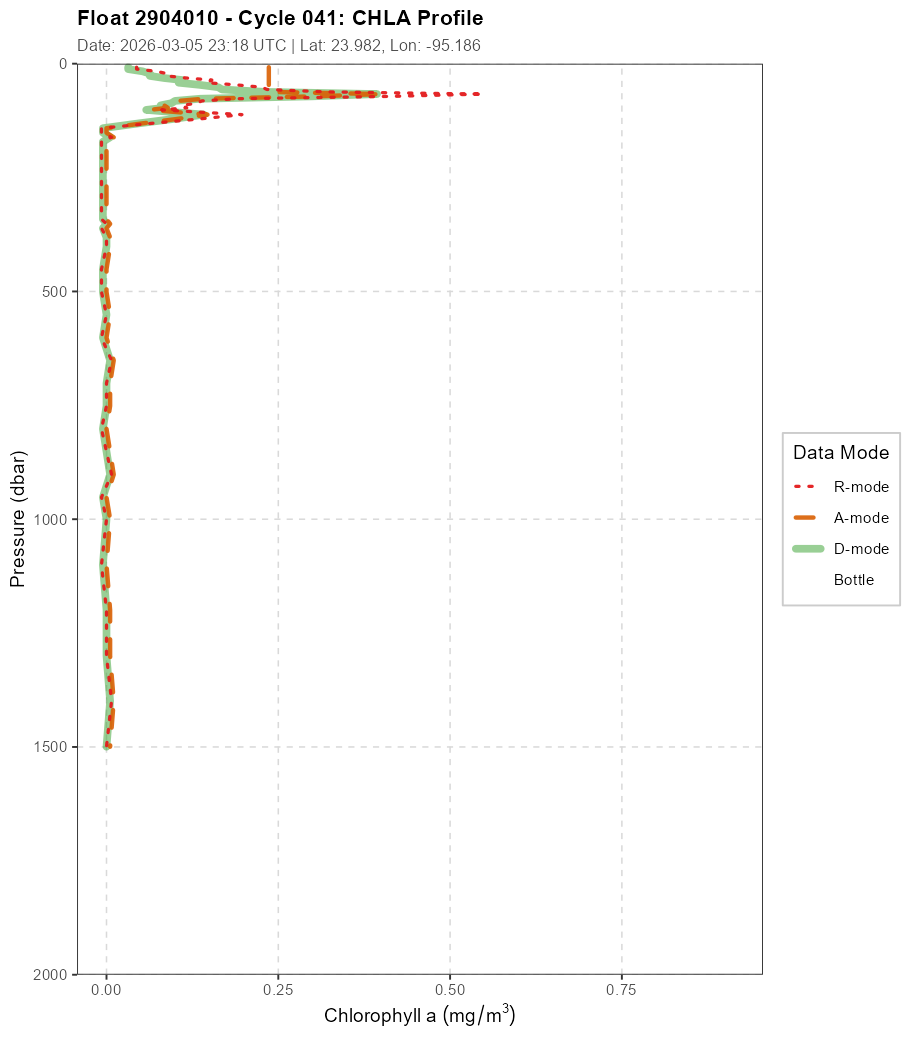 Float 2904010 - Cycle 041: CHLA Profile
Date: 2026-03-05 23:18 UTC | Lat: 23.982, Lon: -95.186
0
500
1000
1500
2000
Pressure (dbar)
0.00
0.25
0.50
0.75
Chlorophyll a (mg/m³)
Data Mode
R-mode
A-mode
D-mode
Bottle